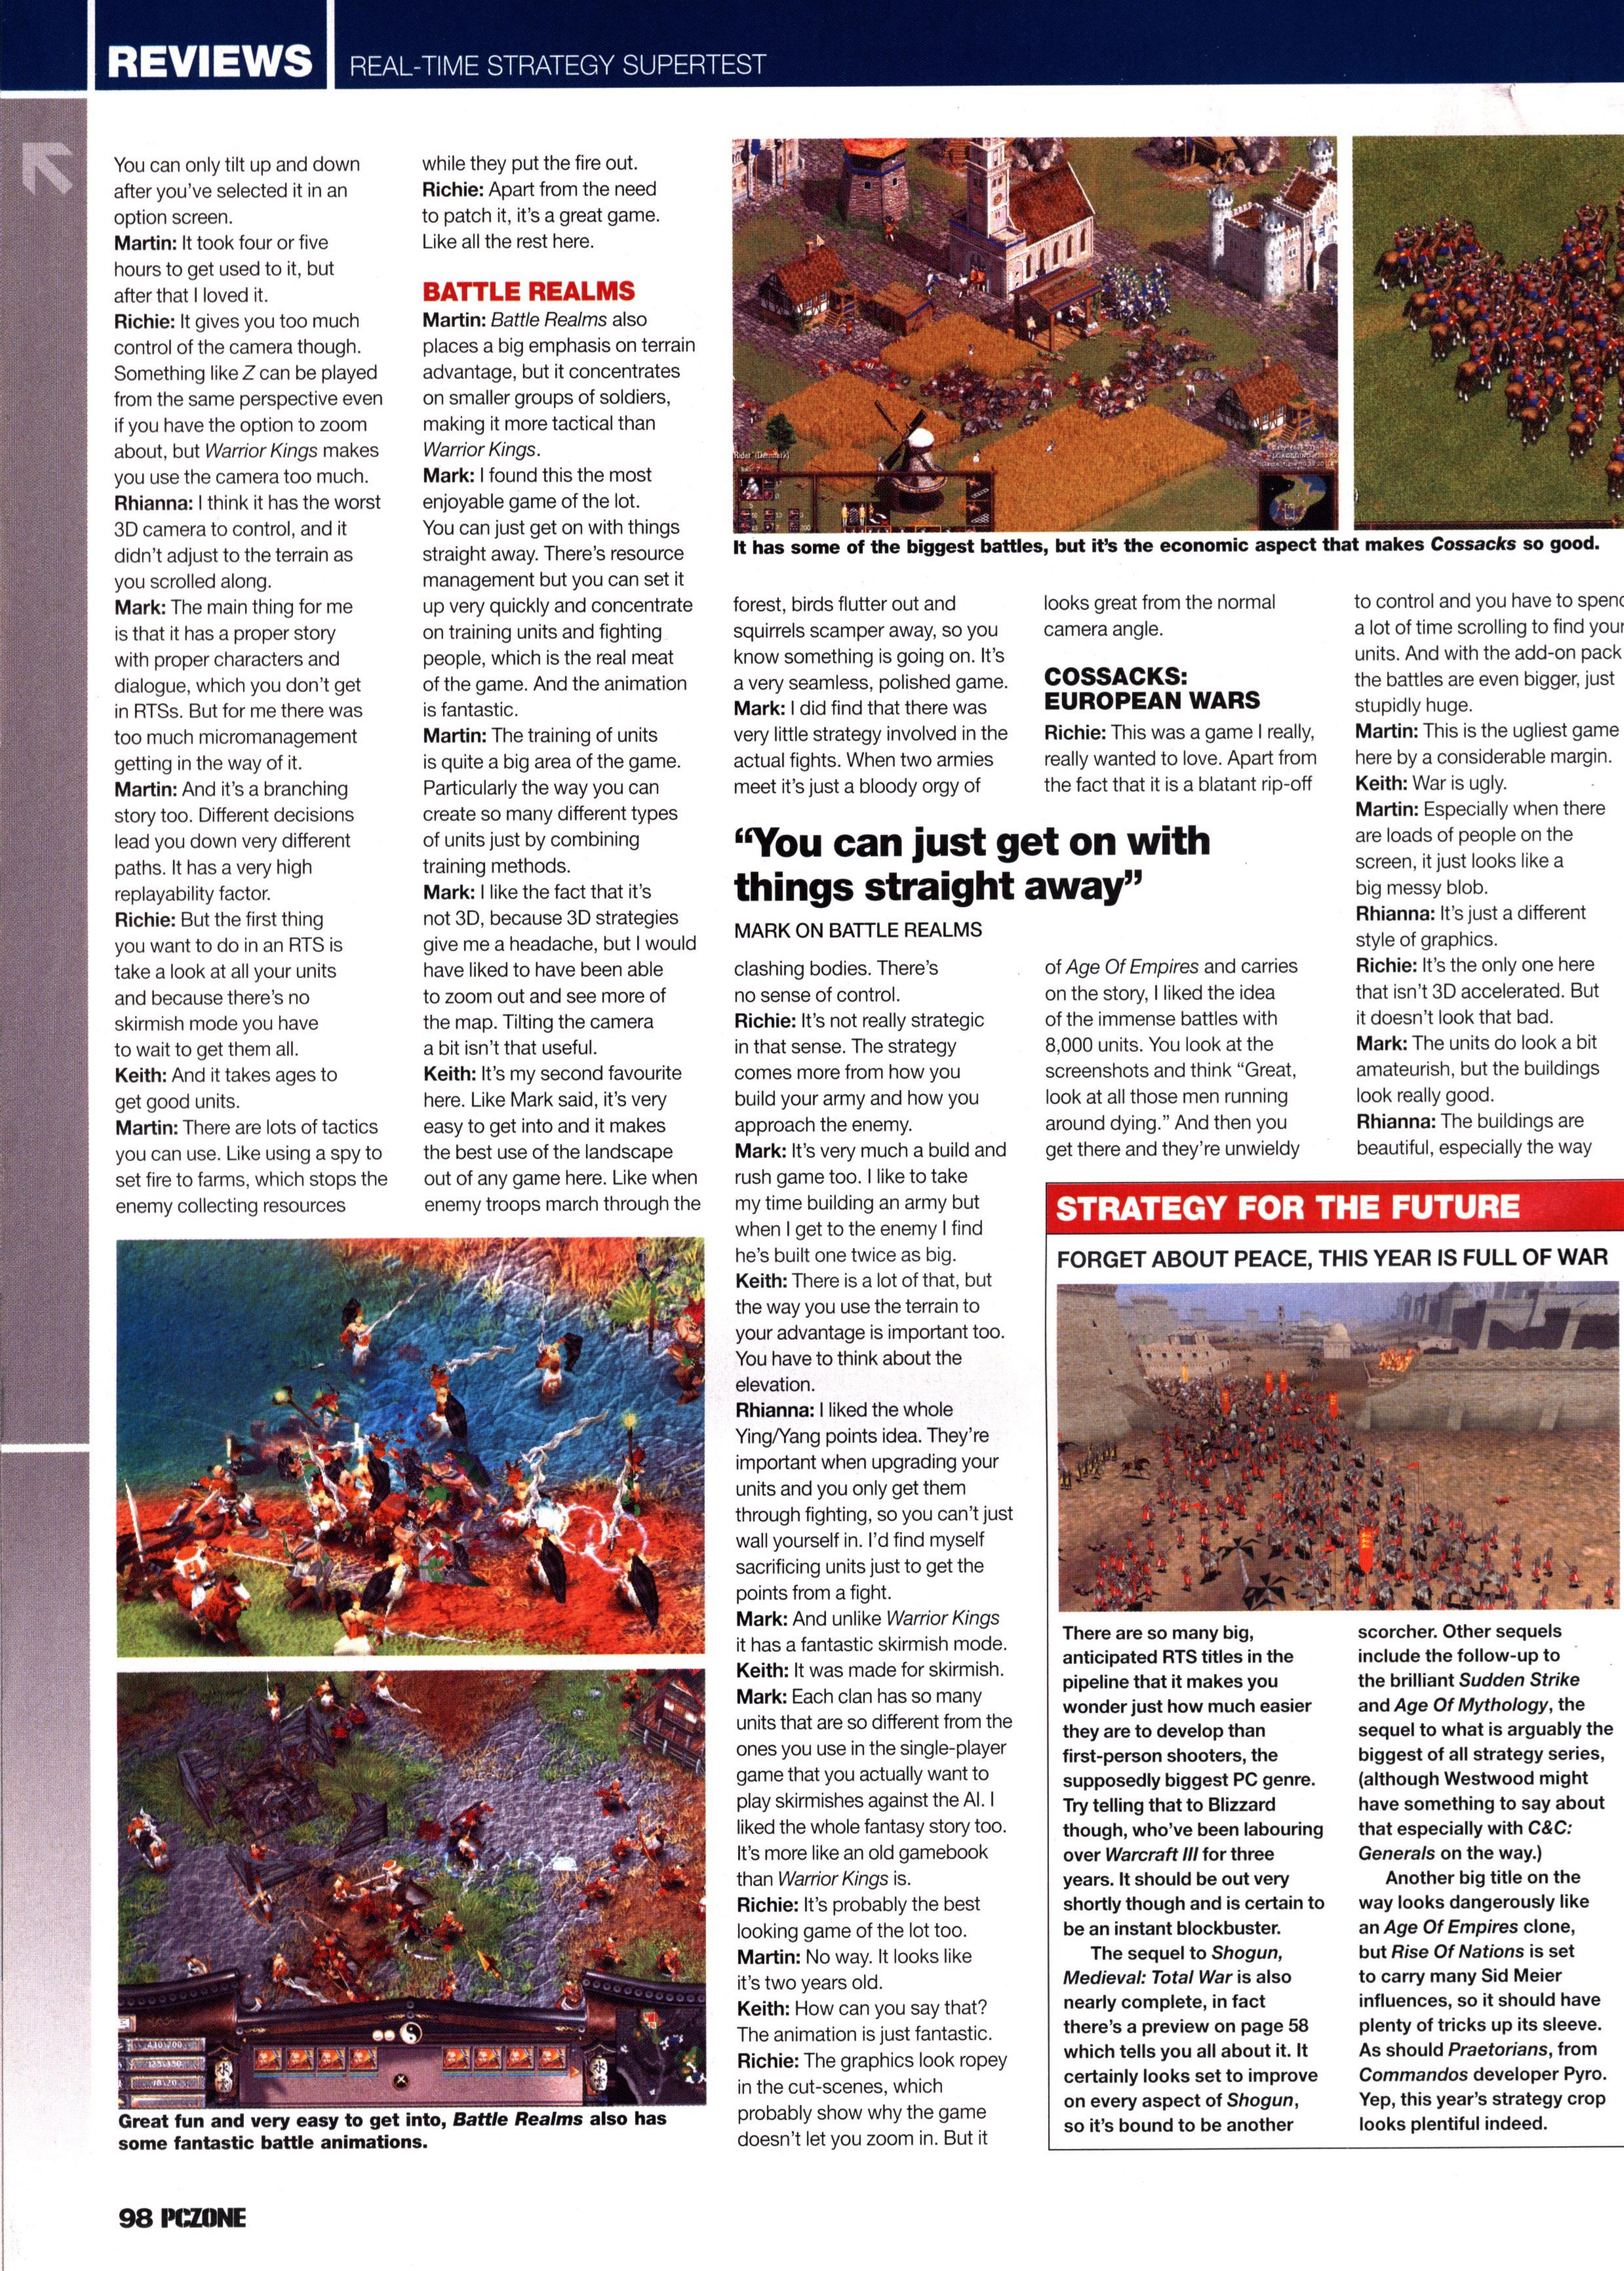 REVIEWS
REAL-TIME STRATEGY SUPERTEST
You can only tilt up and down
after you've selected it in an
option screen.
Martin: It took four or five
hours to get used to it, but
after that I loved it.
Richie: It gives you too much
control of the camera though.
Something like Z can be played
from the same perspective even
if you have the option to zoom
about, but Warrior Kings makes
you use the camera too much.
Rhianna: I think it has the worst
3D camera to control, and it
didn't adjust to the terrain as
you scrolled along.
Mark: The main thing for me
is that it has a proper story
with proper characters and
dialogue, which you don't get
in RTSs. But for me there was
too much micromanagement
getting in the way of it.
Martin: And it's a branching
story too. Different decisions
lead you down very different
paths. It has a very high
replayability factor.
Richie: But the first thing
you want to do in an RTS is
take a look at all your units
and because there's no
skirmish mode you have
to wait to get them all.
Keith: And it takes ages to
get good units.
Martin: There are lots of tactics
you can use. Like using a spy to
set fire to farms, which stops the
enemy collecting resources
while they put the fire out.
Richie: Apart from the need
to patch it, it's a great game.
Like all the rest here.
BATTLE REALMS
Martin: Battle Realms also
places a big emphasis on terrain
advantage, but it concentrates
on smaller groups of soldiers,
making it more tactical than
Warrior Kings.
Mark: I found this the most
enjoyable game of the lot.
You can just get on with things
straight away. There's resource
management but you can set it
up very quickly and concentrate
on training units and fighting
people, which is the real meat
of the game. And the animation
is fantastic.
Martin: The training of units
is quite a big area of the game.
Particularly the way you can
create so many different types
of units just by combining
training methods.
Mark: I like the fact that it's
not 3D, because 3D strategies
give me a headache, but I would
have liked to have been able
to zoom out and see more of
the map. Tilting the camera
a bit isn't that useful.
Keith: It's my second favourite
here. Like Mark said, it's very
easy to get into and it makes
the best use of the landscape
out of any game here. Like when
enemy troops march through the
Great fun and very easy to get into, Battle Realms also has
some fantastic battle animations.
It has some of the biggest battles, but it's the economic aspect that makes Cossacks so good.
forest, birds flutter out and
squirrels scamper away, so you
know something is going on. It's
a very seamless, polished game.
Mark: I did find that there was
very little strategy involved in the
actual fights. When two armies
meet it's just a bloody orgy of
"You can just get on with
things straight away"
MARK ON BATTLE REALMS
clashing bodies. There's
no sense of control.
Richie: It's not really strategic
in that sense. The strategy
comes more from how you
build your army and how you
approach the enemy.
Mark: It's very much a build and
rush game too. I like to take
my time building an army but
when I get to the enemy I find
he's built one twice as big.
Keith: There is a lot of that, but
the way you use the terrain to
your advantage is important too.
You have to think about the
elevation.
Rhianna: I liked the whole
Ying/Yang points idea. They're
important when upgrading your
units and you only get them
through fighting, so you can't just
wall yourself in. I'd find myself
sacrificing units just to get the
points from a fight.
Mark: And unlike Warrior Kings
it has a fantastic skirmish mode.
Keith: It was made for skirmish.
Mark: Each clan has so many
units that are so different from the
ones you use in the single-player
game that you actually want to
play skirmishes against the AI. I
liked the whole fantasy story too.
It's more like an old gamebook
than Warrior Kings is.
Richie: It's probably the best
looking game of the lot too.
Martin: No way. It looks like
it's two years old.
Keith: How can you say that?
The animation is just fantastic.
Richie: The graphics look ropey
in the cut-scenes, which
probably show why the game
doesn't let you zoom in. But it
looks great from the normal
camera angle.
COSSACKS:
EUROPEAN WARS
Richie: This was a game I really,
really wanted to love. Apart from
the fact that it is a blatant rip-off
of Age Of Empires and carries
on the story, I liked the idea
of the immense battles with
8,000 units. You look at the
screenshots and think "Great,
look at all those men running
around dying." And then you
get there and they're unwieldy
to control and you have to spend
a lot of time scrolling to find your
units. And with the add-on pack
the battles are even bigger, just
stupidly huge.
Martin: This is the ugliest game
here by a considerable margin.
Keith: War is ugly.
Martin: Especially when there
are loads of people on the
screen, it just looks like a
big messy blob.
Rhianna: It's just a different
style of graphics.
Richie: It's the only one here
that isn't 3D accelerated. But
it doesn't look that bad.
Mark: The units do look a bit
amateurish, but the buildings
look really good.
Rhianna: The buildings are
beautiful, especially the way
STRATEGY FOR THE FUTURE
FORGET ABOUT PEACE, THIS YEAR IS FULL OF WAR
There are so many big,
anticipated RTS titles in the
pipeline that it makes you
wonder just how much easier
they are to develop than
first-person shooters, the
supposedly biggest PC genre.
Try telling that to Blizzard
though, who've been labouring
over Warcraft III for three
years. It should be out very
shortly though and is certain to
be an instant blockbuster.
The sequel to Shogun,
Medieval: Total War is also
nearly complete, in fact
there's a preview on page 58
which tells you all about it. It
certainly looks set to improve
on every aspect of Shogun,
so it's bound to be another
scorcher. Other sequels
include the follow-up to
the brilliant Sudden Strike
and Age Of Mythology, the
sequel to what is arguably the
biggest of all strategy series,
(although Westwood might
have something to say about
that especially with C&C:
Generals on the way.)
Another big title on the
way looks dangerously like
an Age Of Empires clone,
but Rise Of Nations is set
to carry many Sid Meier
influences, so it should have
plenty of tricks up its sleeve.
As should Praetorians, from
Commandos developer Pyro.
Yep, this year's strategy crop
looks plentiful indeed.
98 PCZONE